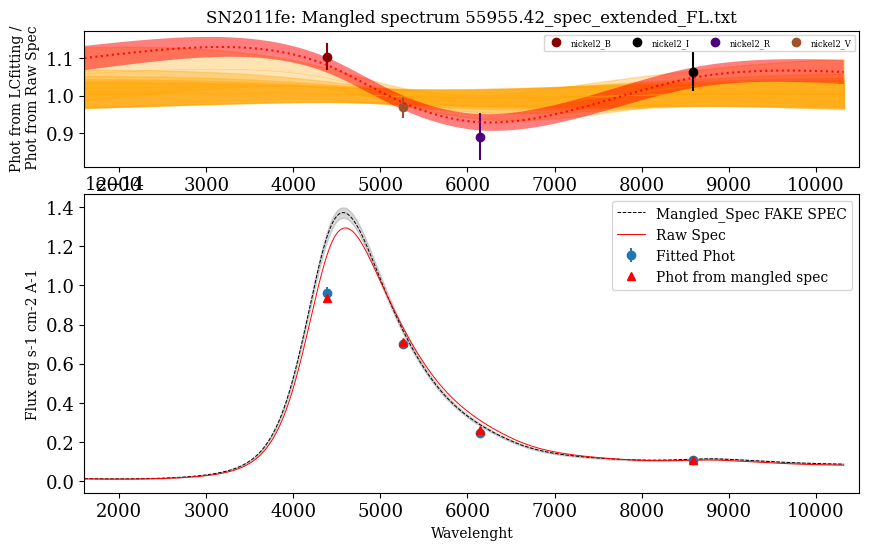 SN2011fe: Mangled spectrum 55955.42_spec_extended_FL.txt
Phot from LCfitting /
Phot from Raw Spec
1.1
1.0
0.9
nickel2_B nickel2_I nickel2_R nickel2_V
2000 3000 4000 5000 6000 7000 8000 9000 10000
1e−14
Flux erg s-1 cm-2 A-1
1.4
1.2
1.0
0.8
0.6
0.4
0.2
0.0
Mangled_Spec FAKE SPEC
Raw Spec
Fitted Phot
Phot from mangled spec
2000 3000 4000 5000 6000 7000 8000 9000 10000
Wavelenght